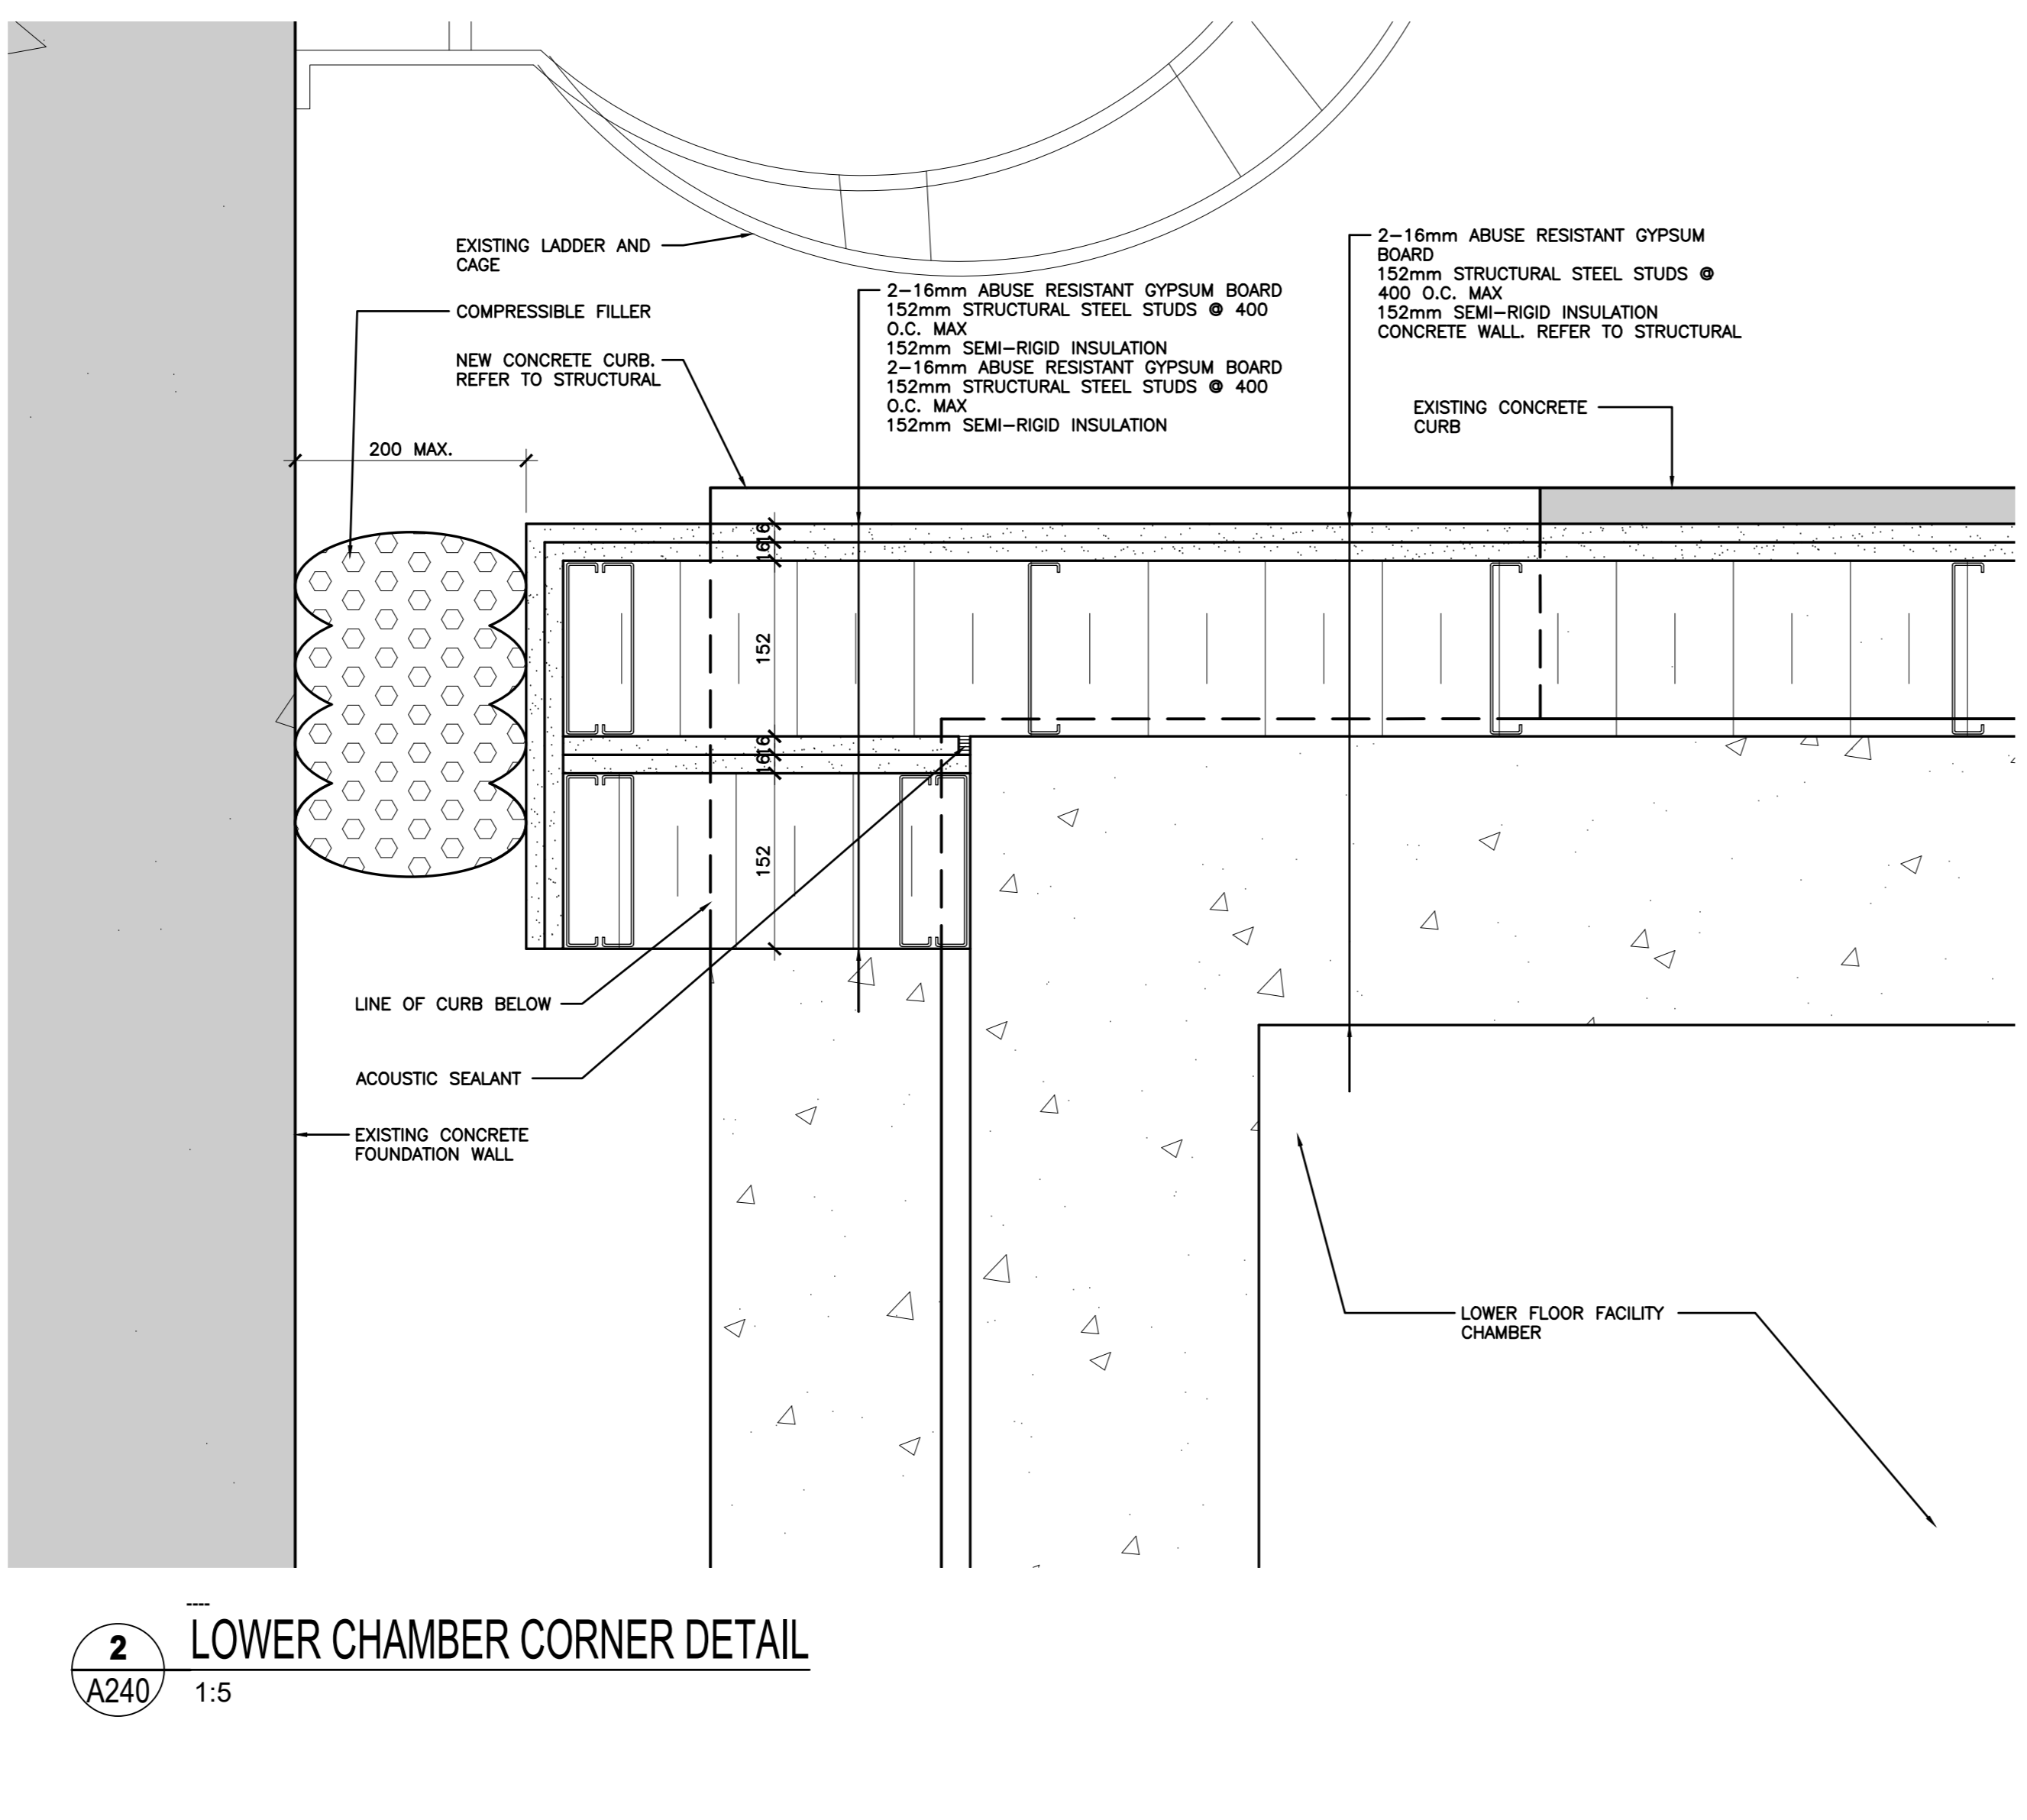 EXISTING LADDER AND
CAGE
COMPRESSIBLE FILLER
NEW CONCRETE CURB.
REFER TO STRUCTURAL
200 MAX.
2-16mm ABUSE RESISTANT GYPSUM BOARD
152mm STRUCTURAL STEEL STUDS @ 400
O.C. MAX
152mm SEMI-RIGID INSULATION
2-16mm ABUSE RESISTANT GYPSUM BOARD
152mm STRUCTURAL STEEL STUDS @ 400
O.C. MAX
152mm SEMI-RIGID INSULATION
2-16mm ABUSE RESISTANT GYPSUM
BOARD
152mm STRUCTURAL STEEL STUDS @
400 O.C. MAX
152mm SEMI-RIGID INSULATION
CONCRETE WALL. REFER TO STRUCTURAL
EXISTING CONCRETE
CURB
16
16
152
16
16
152
LINE OF CURB BELOW
ACOUSTIC SEALANT
EXISTING CONCRETE
FOUNDATION WALL
LOWER FLOOR FACILITY
CHAMBER
----
2
LOWER CHAMBER CORNER DETAIL
A240
1:5